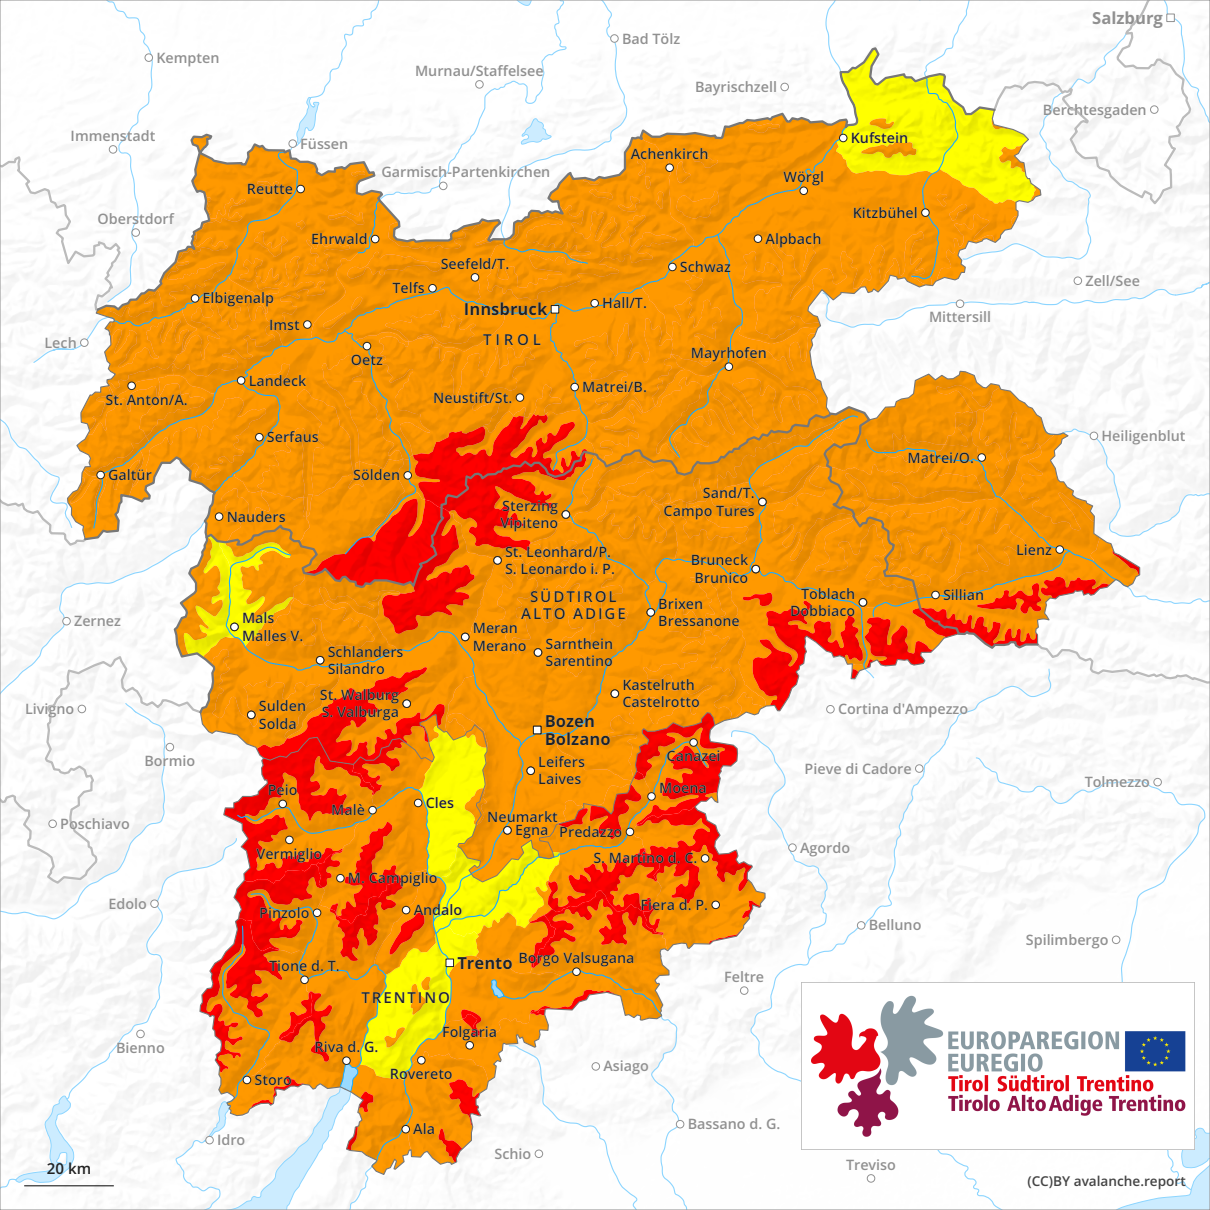 Salzburg
Bad Tölz
Kempten
Murnau/Staffelsee
Bayrischzell
Berchtesgaden
Immenstadt
Füssen
Kufstein
Achenkirch
Garmisch-Partenkirchen
Wörgl
Reutte
Oberstdorf
Kitzbühel
Ehrwald
Alpbach
Seefeld/T.
Schwaz
Zell/See
Telfs
Elbigenalp
Hall/T.
Innsbruck
Mittersill
Imst
TIROL
Lech
Oetz
Mayrhofen
Landeck
Matrei/B.
St. Anton/A.
Neustift/St.
Serfaus
Heiligenblut
Matrei/O.
Galtür
Sölden
Sand/T.
Campo Tures
Sterzing
Vipiteno
Nauders
Lienz
St. Leonhard/P.
S. Leonardo i. P.
Bruneck
Brunico
SÜDTIROL
ALTO ADIGE
Toblach
Dobbiaco
Sillian
Brixen
Bressanone
Zernez
Mals
Malles V.
Meran
Merano
Sarnthein
Sarentino
Schlanders
Silandro
Kastelruth
Castelrotto
St. Walburg
S. Valburga
Livigno
Sulden
Solda
Cortina d'Ampezzo
Bozen
Bolzano
Bormio
Canazei
Leifers
Laives
Pieve di Cadore
Tolmezzo
Peio
Moena
Malè
Cles
Neumarkt
Egna
Predazzo
Poschiavo
Vermiglio
S. Martino d. C.
Agordo
M. Campiglio
Edolo
Pinzolo
Andalo
Fiera d. P.
Belluno
Spilimbergo
Tione d. T.
Trento
Borgo Valsugana
Feltre
TRENTINO
Bienno
Folgaria
Riva d. G.
Rovereto
Asiago
Storo
EUROPAREGION
EUREGIO
Tirol Südtirol Trentino
Tirolo Alto Adige Trentino
Idro
Ala
Bassano d. G.
Schio
Treviso
20 km
(CC)BY avalanche.report